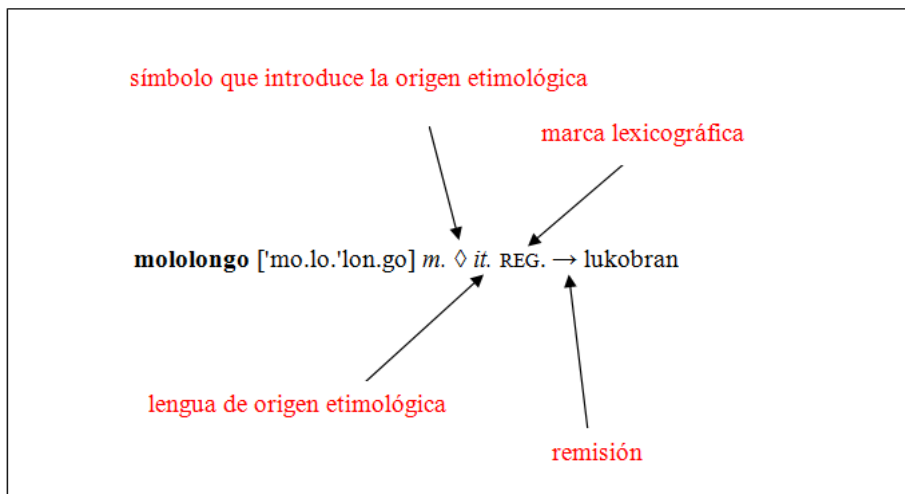 símbolo que introduce la origen etimológica
marca lexicográfica
mololongo ['mo.lo.'lon.go] m. ◊ it. REG. → lukobran
lengua de origen etimológica
remisión